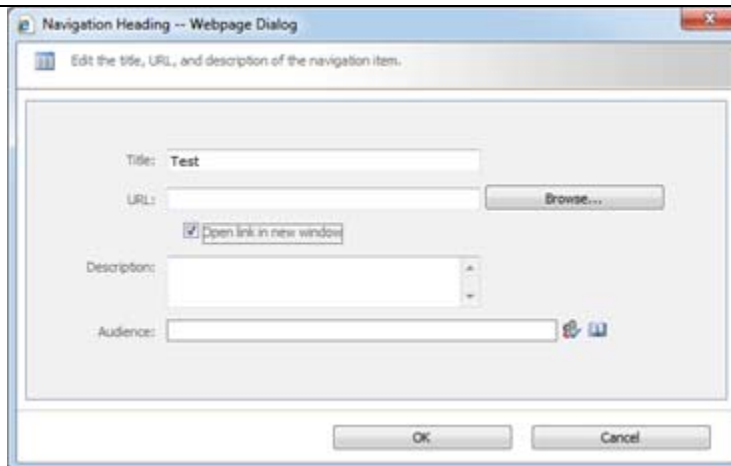 Navigation Heading -- Webpage Dialog
Edit the title, URL, and description of the navigation item.
Title: Test
URL: Browse...
Open link in new window
Description:
Audience:
OK Cancel